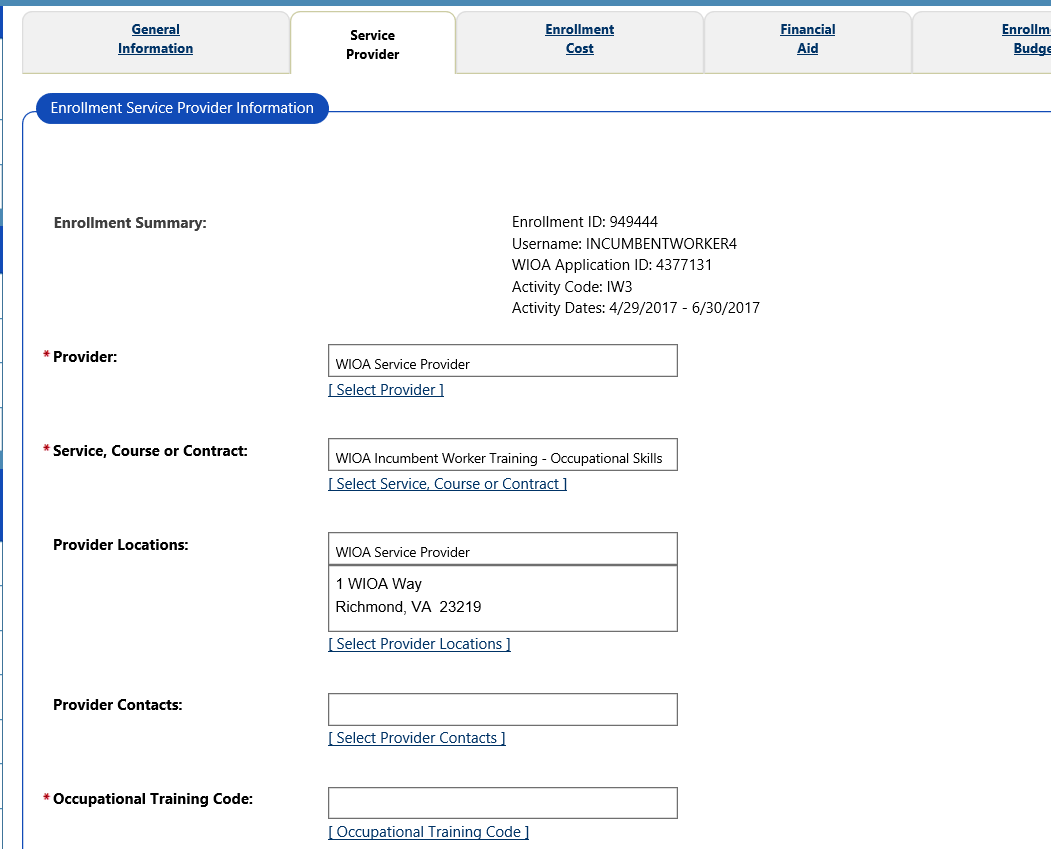 General
Information
Service
Provider
Enrollment
Cost
Financial
Aid
Enrollm
Budge
Enrollment Service Provider Information
Enrollment Summary:
Enrollment ID: 949444
Username: INCUMBENTWORKER4
WIOA Application ID: 4377131
Activity Code: IW3
Activity Dates: 4/29/2017 - 6/30/2017
* Provider:
WIOA Service Provider
[ Select Provider ]
* Service, Course or Contract:
WIOA Incumbent Worker Training - Occupational Skills
[ Select Service, Course or Contract ]
Provider Locations:
WIOA Service Provider
1 WIOA Way
Richmond, VA  23219
[ Select Provider Locations ]
Provider Contacts:
[ Select Provider Contacts ]
* Occupational Training Code:
[ Occupational Training Code ]